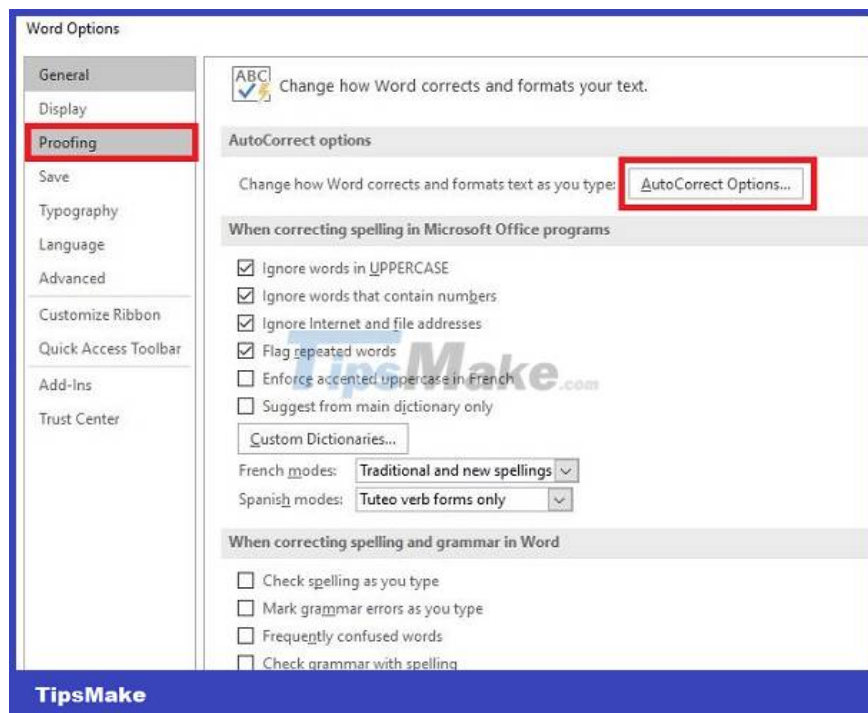 Word Options
General
Display
Proofing
Save
Typography
Language
Advanced
Customize Ribbon
Quick Access Toolbar
Add-Ins
Trust Center
ABC
Change how Word corrects and formats your text.
AutoCorrect options
Change how Word corrects and formats text as you type:
AutoCorrect Options...
When correcting spelling in Microsoft Office programs
Ignore words in UPPERCASE
Ignore words that contain numbers
Ignore Internet and file addresses
Flag repeated words
Enforce accented uppercase in French
Suggest from main dictionary only
TipsMake.com
Custom Dictionaries...
French modes: Traditional and new spellings
Spanish modes: Tuteo verb forms only
When correcting spelling and grammar in Word
Check spelling as you type
Mark grammar errors as you type
Frequently confused words
Check grammar with spelling
TipsMake